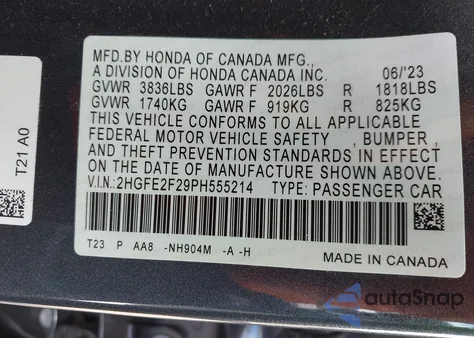 MFD.BY HONDA OF CANADA MFG.,
A DIVISION OF HONDA CANADA INC. 06/'23
GVWR 3836LBS GAWR F 2026LBS R 1818LBS
GVWR 1740KG GAWR F 919KG R 825KG
THIS VEHICLE CONFORMS TO ALL APPLICABLE
FEDERAL MOTOR VEHICLE SAFETY , BUMPER ,
AND THEFT PREVENTION STANDARDS IN EFFECT
ON THE DATE OF MANUFACTURE SHOWN ABOVE.
V.I.N.:2HGFE2F29PH555214 TYPE: PASSENGER CAR
T23 P AA8 -NH904M -A -H
MADE IN CANADA
T21 A0
autoSnap